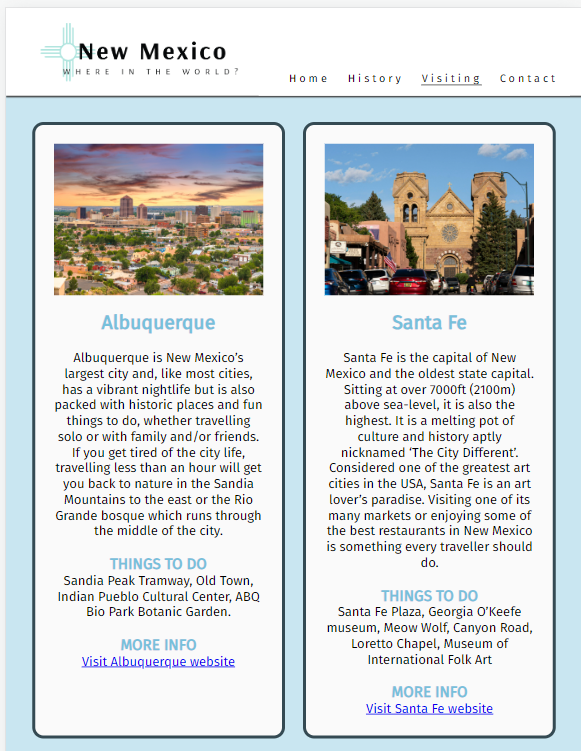 New Mexico
WHERE IN THE WORLD?
Home History Visiting Contact
Albuquerque
Albuquerque is New Mexico's
largest city and, like most cities,
has a vibrant nightlife but is also
packed with historic places and fun
things to do, whether travelling
solo or with family and/or friends.
If you get tired of the city life,
travelling less than an hour will get
you back to nature in the Sandia
Mountains to the east or the Rio
Grande bosque which runs through
the middle of the city.
THINGS TO DO
Sandia Peak Tramway, Old Town,
Indian Pueblo Cultural Center, ABQ
Bio Park Botanic Garden.
MORE INFO
Visit Albuquerque website
Santa Fe
Santa Fe is the capital of New
Mexico and the oldest state capital.
Sitting at over 7000ft (2100m)
above sea-level, it is also the
highest. It is a melting pot of
culture and history aptly
nicknamed ‘The City Different’.
Considered one of the greatest art
cities in the USA, Santa Fe is an art
lover’s paradise. Visiting one of its
many markets or enjoying some of
the best restaurants in New Mexico
is something every traveller should
do.
THINGS TO DO
Santa Fe Plaza, Georgia O’Keefe
museum, Meow Wolf, Canyon Road,
Loretto Chapel, Museum of
International Folk Art
MORE INFO
Visit Santa Fe website